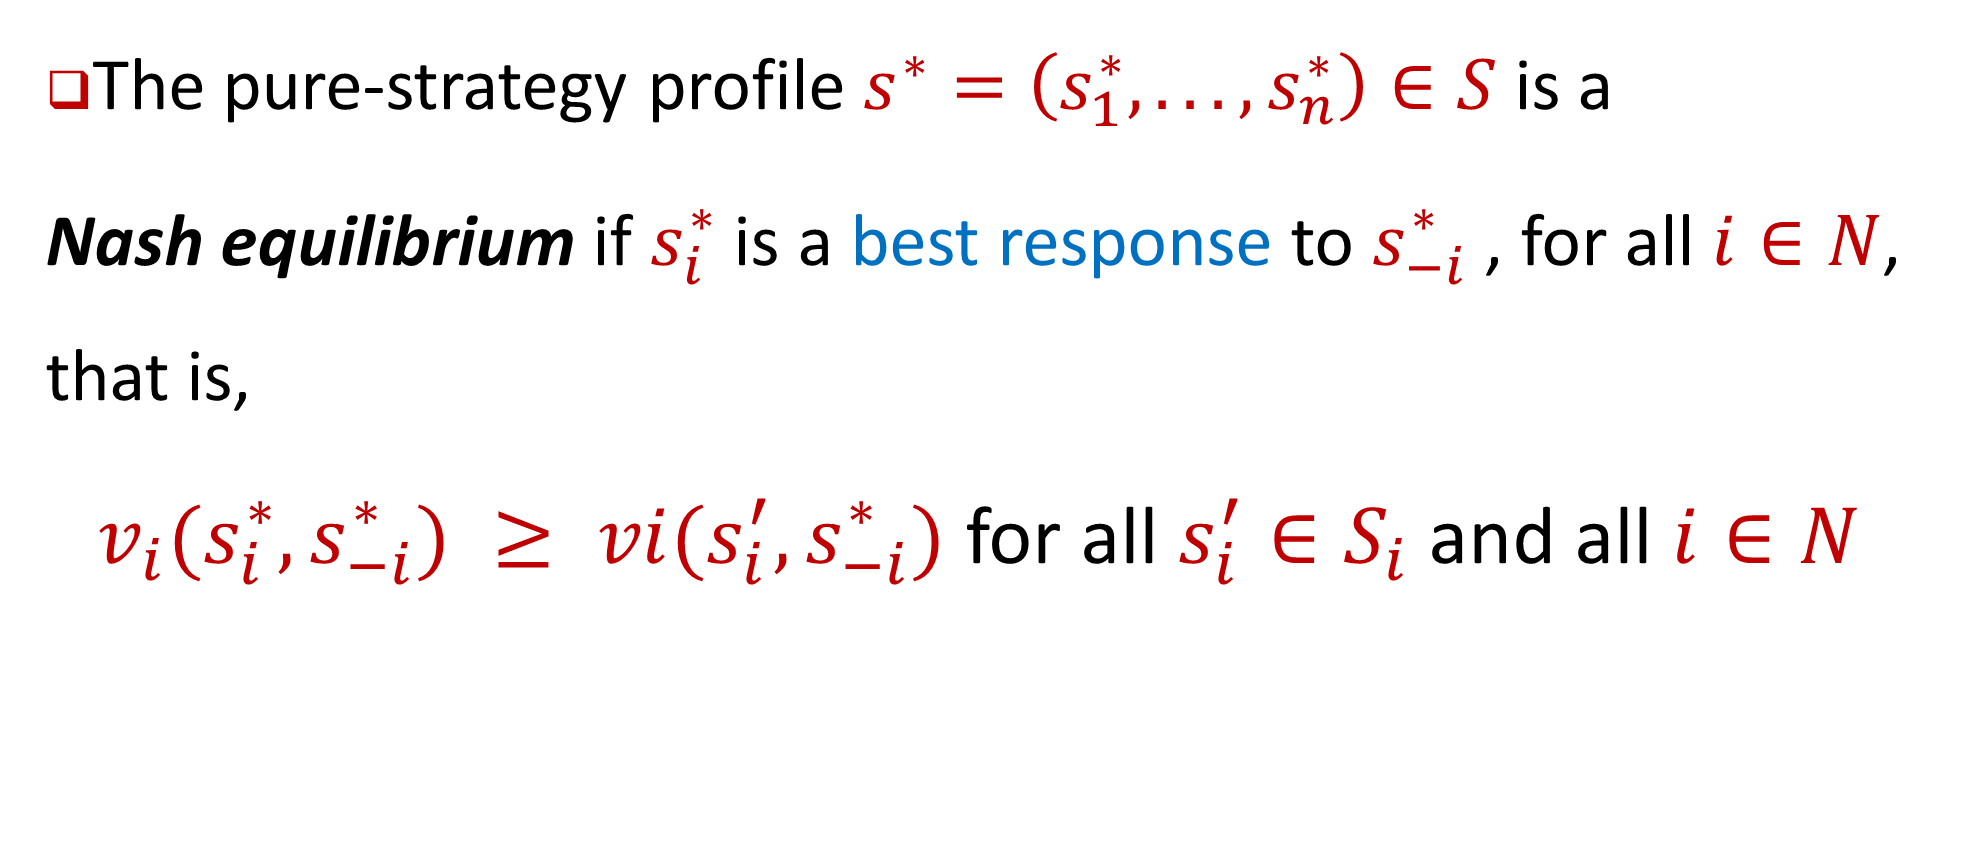 ❑The pure-strategy profile 𝑠* = (𝑠₁*, . . . , 𝑠ₙ*) ∈ 𝑆 is a
Nash equilibrium if 𝑠ᵢ* is a best response to 𝑠₋ᵢ* , for all 𝑖 ∈ 𝑁,
that is,
𝑣ᵢ(𝑠ᵢ*, 𝑠₋ᵢ*) ≥ 𝑣𝑖(𝑠ᵢ′, 𝑠₋ᵢ*) for all 𝑠ᵢ′ ∈ 𝑆ᵢ and all 𝑖 ∈ 𝑁